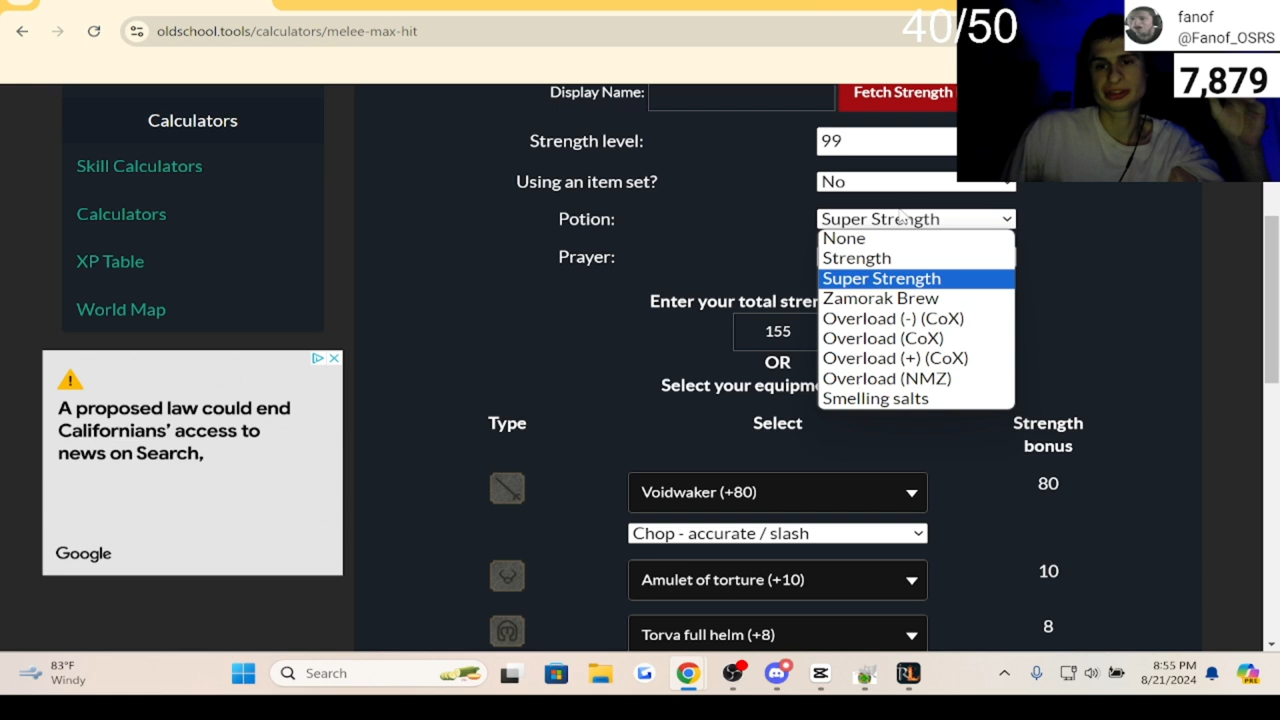 40/50
fanof
@Fanof_OSRS
7,879
oldschool.tools/calculators/melee-max-hit
Display Name:
Fetch Strength
Calculators
Skill Calculators
Calculators
XP Table
World Map
Strength level:
99
Using an item set?
No
Potion:
Super Strength
None
Strength
Super Strength
Zamorak Brew
Overload (-) (CoX)
Overload (CoX)
Overload (+) (CoX)
Overload (NMZ)
Smelling salts
Prayer:
Enter your total stren
155
OR
Select your equipm
Type
Select
Strength
bonus
Voidwaker (+80)
80
Chop - accurate / slash
Amulet of torture (+10)
10
Torva full helm (+8)
8
A proposed law could end
Californians' access to
news on Search,
Google
83°F
Windy
Search
8:55 PM
8/21/2024